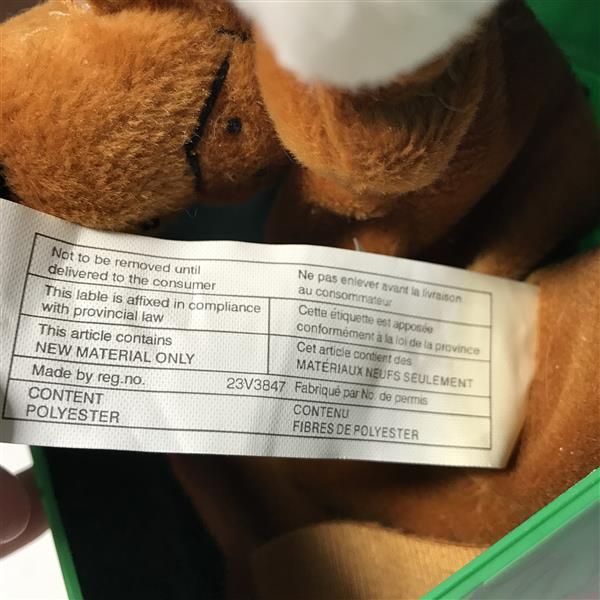 Not to be removed until
delivered to the consumer
This lable is affixed in compliance
with provincial law
This article contains
NEW MATERIAL ONLY
Made by reg.no.
CONTENT
POLYESTER
Ne pas enlever avant la livraison
au consommateur
Cette étiquette est apposée
conformément à la loi de la province
Cet article contient des
MATÉRIAUX NEUFS SEULEMENT
23V3847 Fabriqué par No. de permis
CONTENU
FIBRES DE POLYESTER